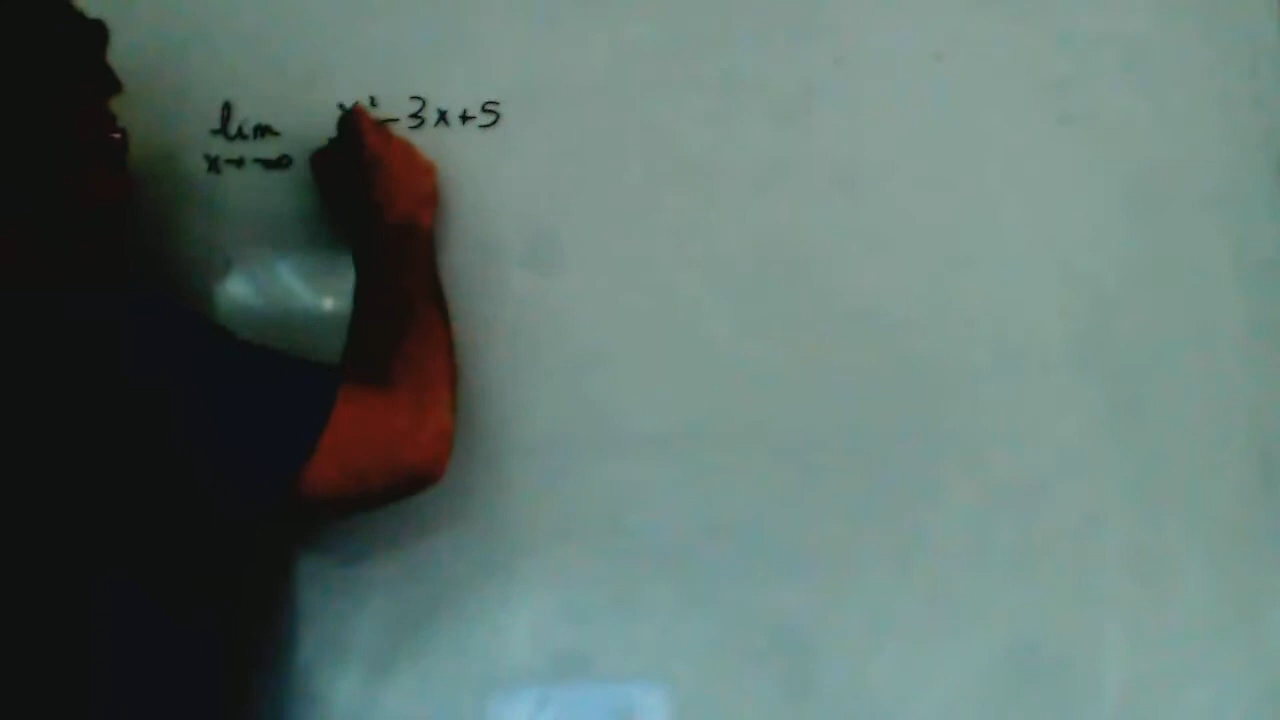 lim x² - 3x + 5
x → -∞